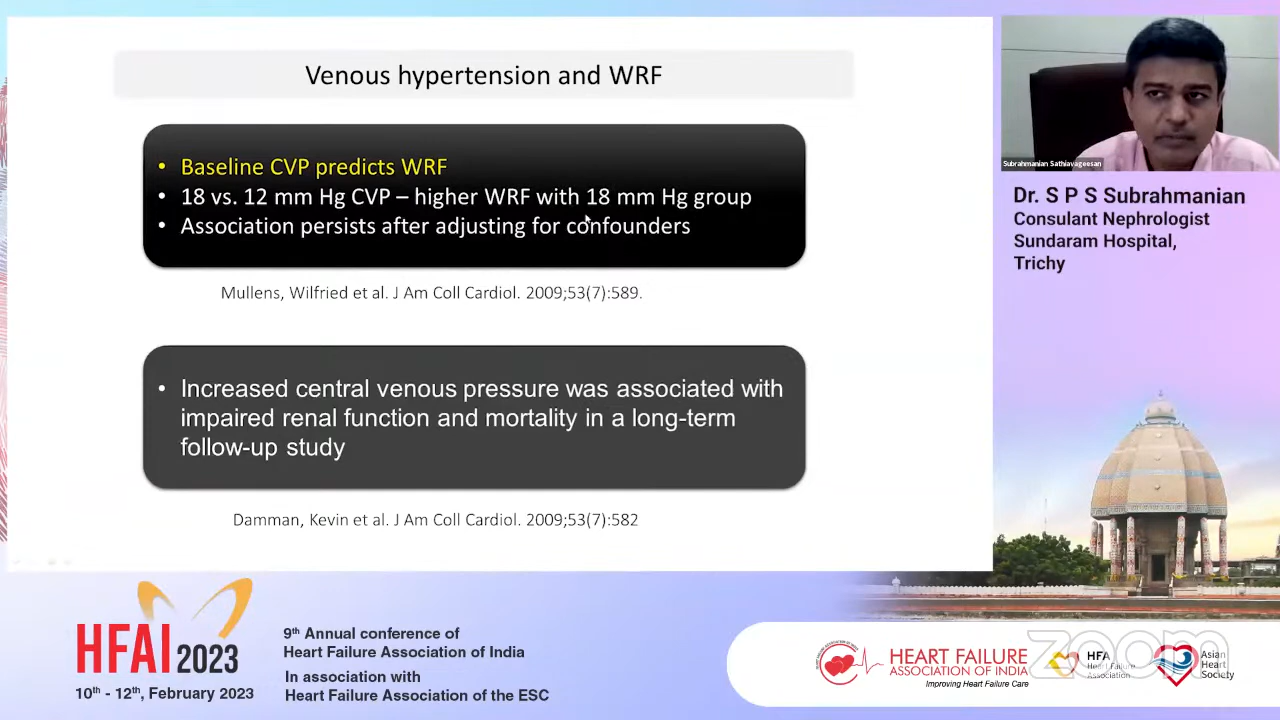 Venous hypertension and WRF
• Baseline CVP predicts WRF
• 18 vs. 12 mm Hg CVP – higher WRF with 18 mm Hg group
• Association persists after adjusting for confounders
Mullens, Wilfried et al. J Am Coll Cardiol. 2009;53(7):589.
• Increased central venous pressure was associated with
impaired renal function and mortality in a long-term
follow-up study
Damman, Kevin et al. J Am Coll Cardiol. 2009;53(7):582
Subrahmanian Sathiavageesan
Dr. S P S Subrahmanian
Consulant Nephrologist
Sundaram Hospital,
Trichy
HFAI 2023
10th - 12th, February 2023
9th Annual conference of
Heart Failure Association of India
In association with
Heart Failure Association of the ESC
HEART FAILURE
ASSOCIATION OF INDIA
Improving Heart Failure Care
HFA
Heart Failure
Association
Asian
Heart
Society
zoom